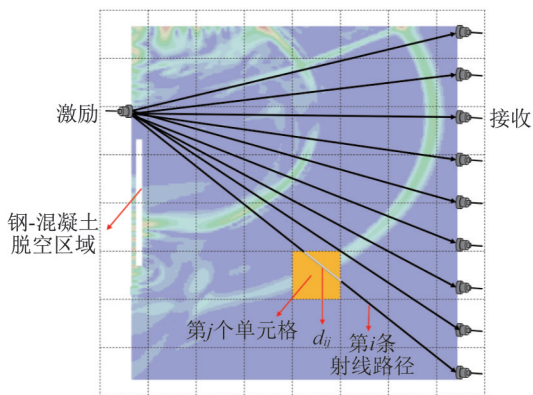 激励
接收
钢-混凝土
脱空区域
第j个单元格
dij
第i条
射线路径